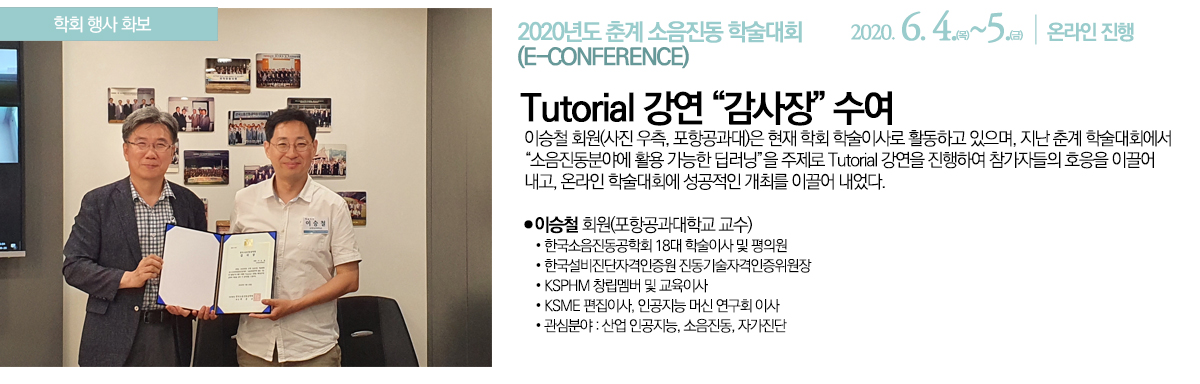 학회 행사 화보
2020년도 춘계 소음진동 학술대회
(E-CONFERENCE)
2020. 6. 4.(목)~5.(금) | 온라인 진행
Tutorial 강연 “감사장” 수여
이승철 회원(사진 우측, 포항공과대)은 현재 학회 학술이사로 활동하고 있으며, 지난 춘계 학술대회에서
“소음진동분야에 활용 가능한 딥러닝”을 주제로 Tutorial 강연을 진행하여 참가자들의 호응을 이끌어
내고, 온라인 학술대회에 성공적인 개최를 이끌어 내었다.
●이승철 회원(포항공과대학교 교수)
• 한국소음진동공학회 18대 학술이사 및 평의원
• 한국설비진단자격인증원 진동기술자격인증위원장
• KSPHM 창립멤버 및 교육이사
• KSME 편집이사, 인공지능 머신 연구회 이사
• 관심분야 : 산업 인공지능, 소음진동, 자가진단
이승철
감사장